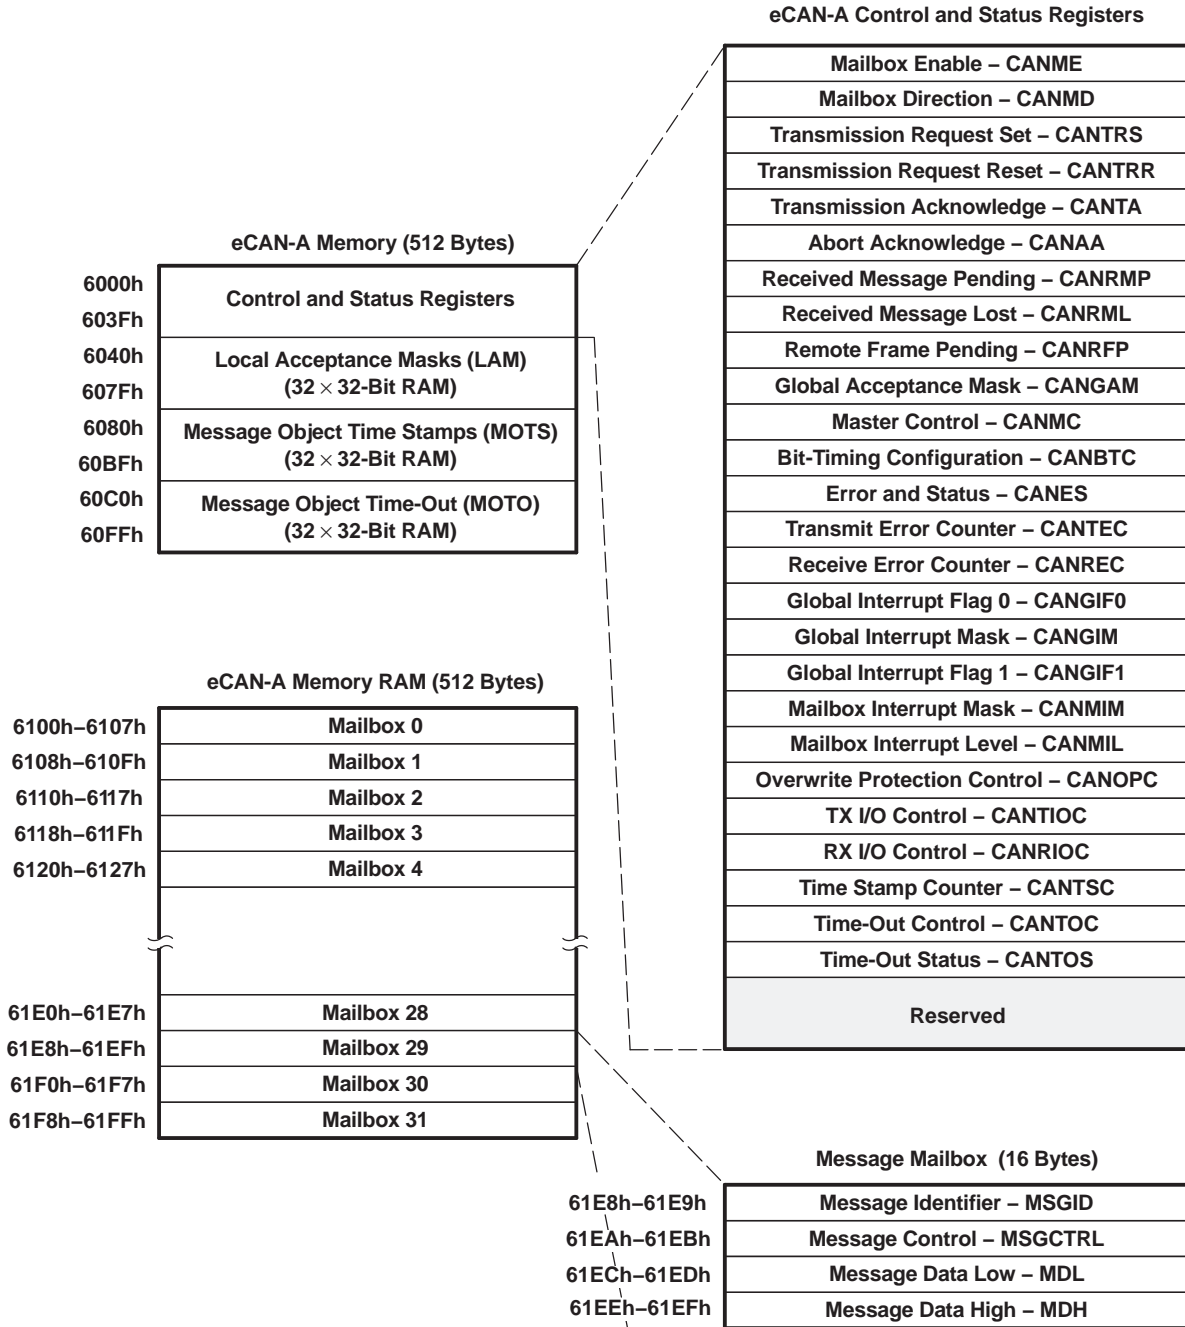 eCAN-A Control and Status Registers
Mailbox Enable – CANME
Mailbox Direction – CANMD
Transmission Request Set – CANTRS
Transmission Request Reset – CANTRR
Transmission Acknowledge – CANTA
Abort Acknowledge – CANAA
Received Message Pending – CANRMP
Received Message Lost – CANRML
Remote Frame Pending – CANRFP
Global Acceptance Mask – CANGAM
Master Control – CANMC
Bit-Timing Configuration – CANBTC
Error and Status – CANES
Transmit Error Counter – CANTEC
Receive Error Counter – CANREC
Global Interrupt Flag 0 – CANGIF0
Global Interrupt Mask – CANGIM
Global Interrupt Flag 1 – CANGIF1
Mailbox Interrupt Mask – CANMIM
Mailbox Interrupt Level – CANMIL
Overwrite Protection Control – CANOPC
TX I/O Control – CANTIOC
RX I/O Control – CANRIOC
Time Stamp Counter – CANTSC
Time-Out Control – CANTOC
Time-Out Status – CANTOS
Reserved
eCAN-A Memory (512 Bytes)
6000h
Control and Status Registers
603Fh
6040h
Local Acceptance Masks (LAM)
(32 × 32-Bit RAM)
607Fh
6080h
Message Object Time Stamps (MOTS)
(32 × 32-Bit RAM)
60BFh
60C0h
Message Object Time-Out (MOTO)
(32 × 32-Bit RAM)
60FFh
eCAN-A Memory RAM (512 Bytes)
6100h–6107h Mailbox 0
6108h–610Fh Mailbox 1
6110h–6117h Mailbox 2
6118h–611Fh Mailbox 3
6120h–6127h Mailbox 4
61E0h–61E7h Mailbox 28
61E8h–61EFh Mailbox 29
61F0h–61F7h Mailbox 30
61F8h–61FFh Mailbox 31
Message Mailbox (16 Bytes)
61E8h–61E9h Message Identifier – MSGID
61EAh–61EBh Message Control – MSGCTRL
61ECh–61EDh Message Data Low – MDL
61EEh–61EFh Message Data High – MDH